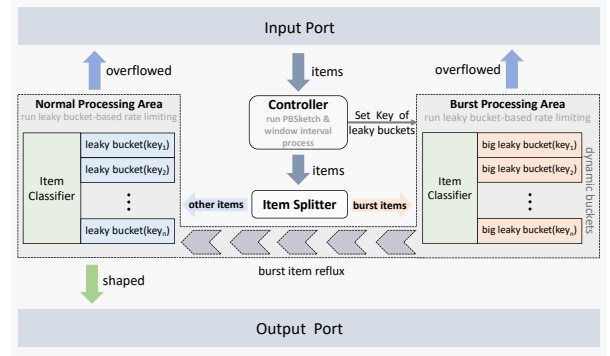 Input Port
overflowed
items
overflowed
Normal Processing Area
run leaky bucket-based rate limiting
Item
Classifier
leaky bucket(key1)
leaky bucket(key2)
⋮
leaky bucket(keyn)
Controller
run PBSketch &
window interval
process
Set Key of
leaky buckets
items
other items
Item Splitter
burst items
Burst Processing Area
run leaky bucket-based rate limiting
Item
Classifier
big leaky bucket(key1)
big leaky bucket(key2)
⋮
big leaky bucket(keyn)
dynamic buckets
burst item reflux
shaped
Output Port